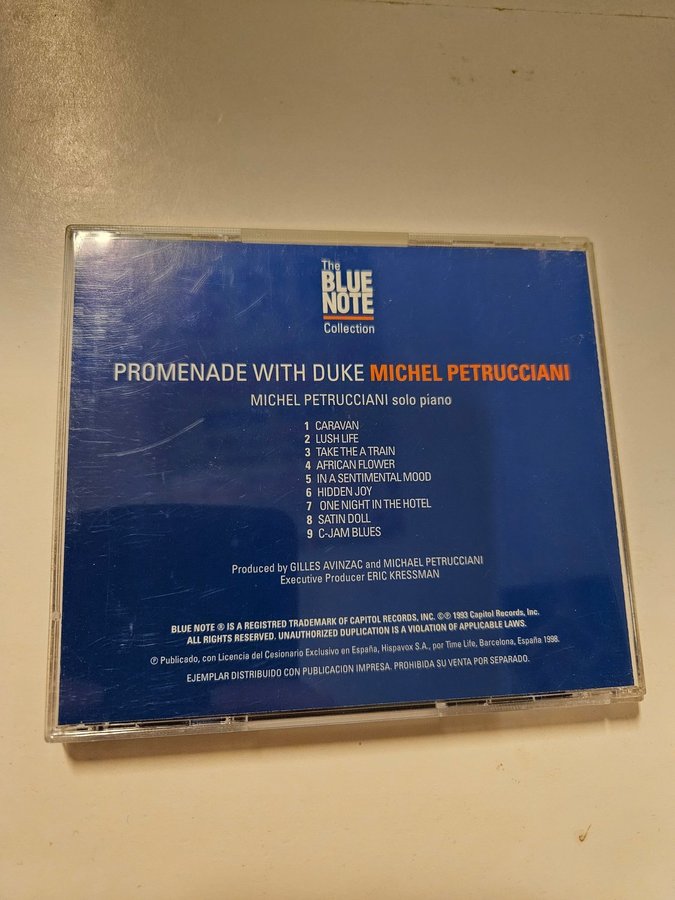 The
BLUE
NOTE
Collection
PROMENADE WITH DUKE MICHEL PETRUCCIANI
MICHEL PETRUCCIANI solo piano
1 CARAVAN
2 LUSH LIFE
3 TAKE THE A TRAIN
4 AFRICAN FLOWER
5 IN A SENTIMENTAL MOOD
6 HIDDEN JOY
7 ONE NIGHT IN THE HOTEL
8 SATIN DOLL
9 C-JAM BLUES
Produced by GILLES AVINZAC and MICHAEL PETRUCCIANI
Executive Producer ERIC KRESSMAN
BLUE NOTE ® IS A REGISTRED TRADEMARK OF CAPITOL RECORDS, INC. ©℗ 1993 Capitol Records, Inc.
ALL RIGHTS RESERVED. UNAUTHORIZED DUPLICATION IS A VIOLATION OF APPLICABLE LAWS.
℗ Publicado, con Licencia del Cesionario Exclusivo en España, Hispavox S.A., por Time Life, Barcelona, España 1998.
EJEMPLAR DISTRIBUIDO CON PUBLICACION IMPRESA. PROHIBIDA SU VENTA POR SEPARADO.